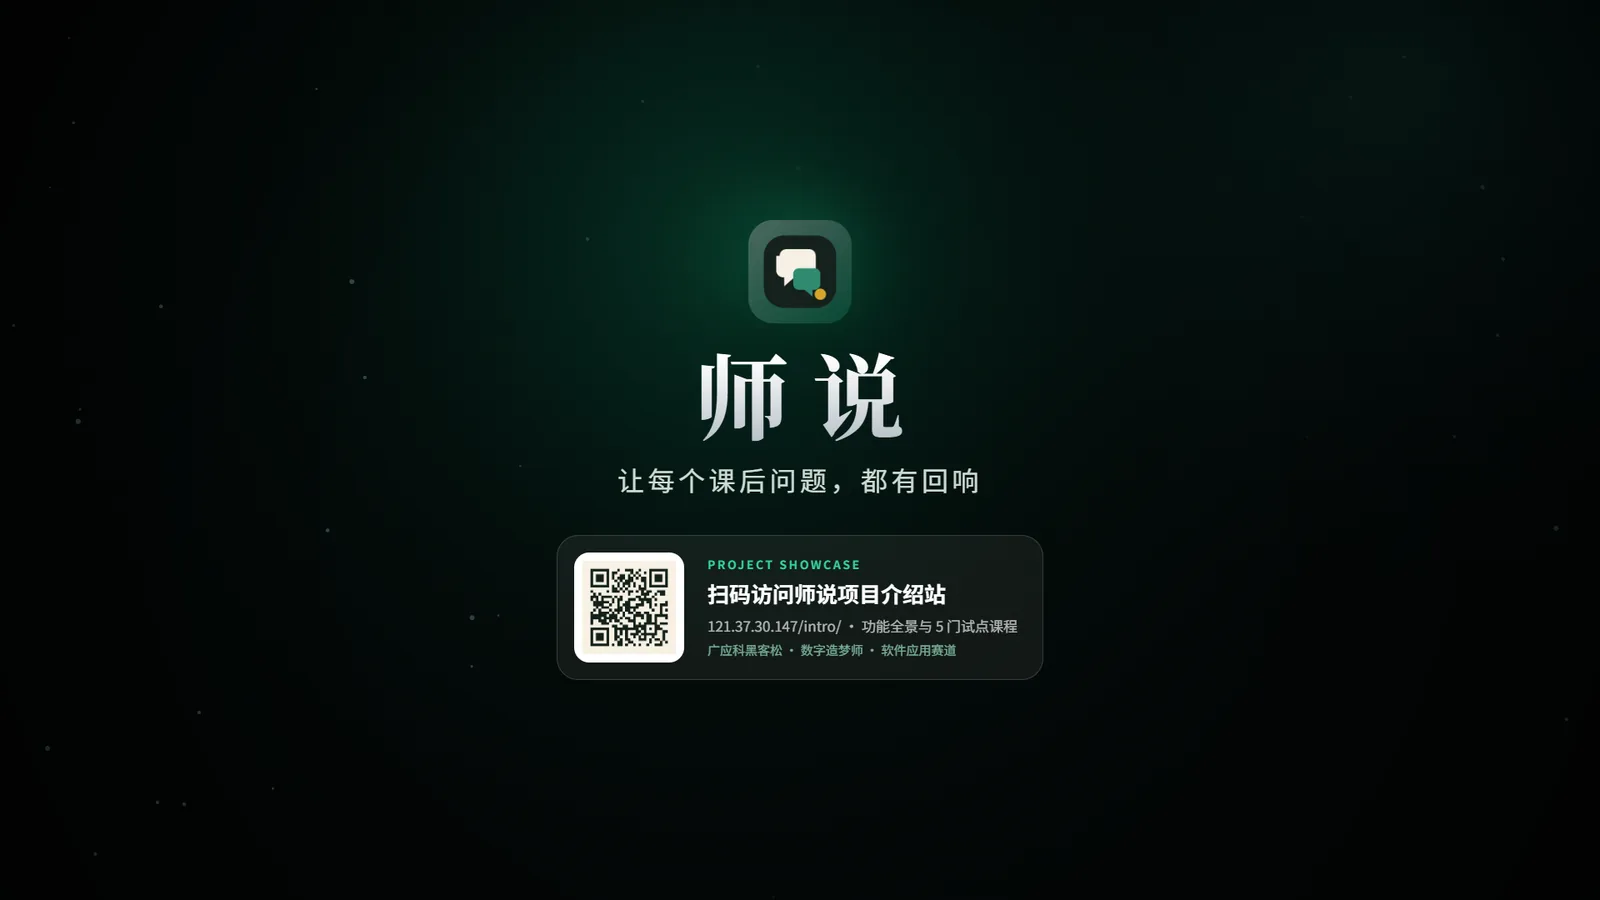 师说
让每个课后问题，都有回响
PROJECT SHOWCASE
扫码访问师说项目介绍站
121.37.30.147/intro/ • 功能全景与 5 门试点课程
广应科黑客松 • 数字造梦师 • 软件应用赛道